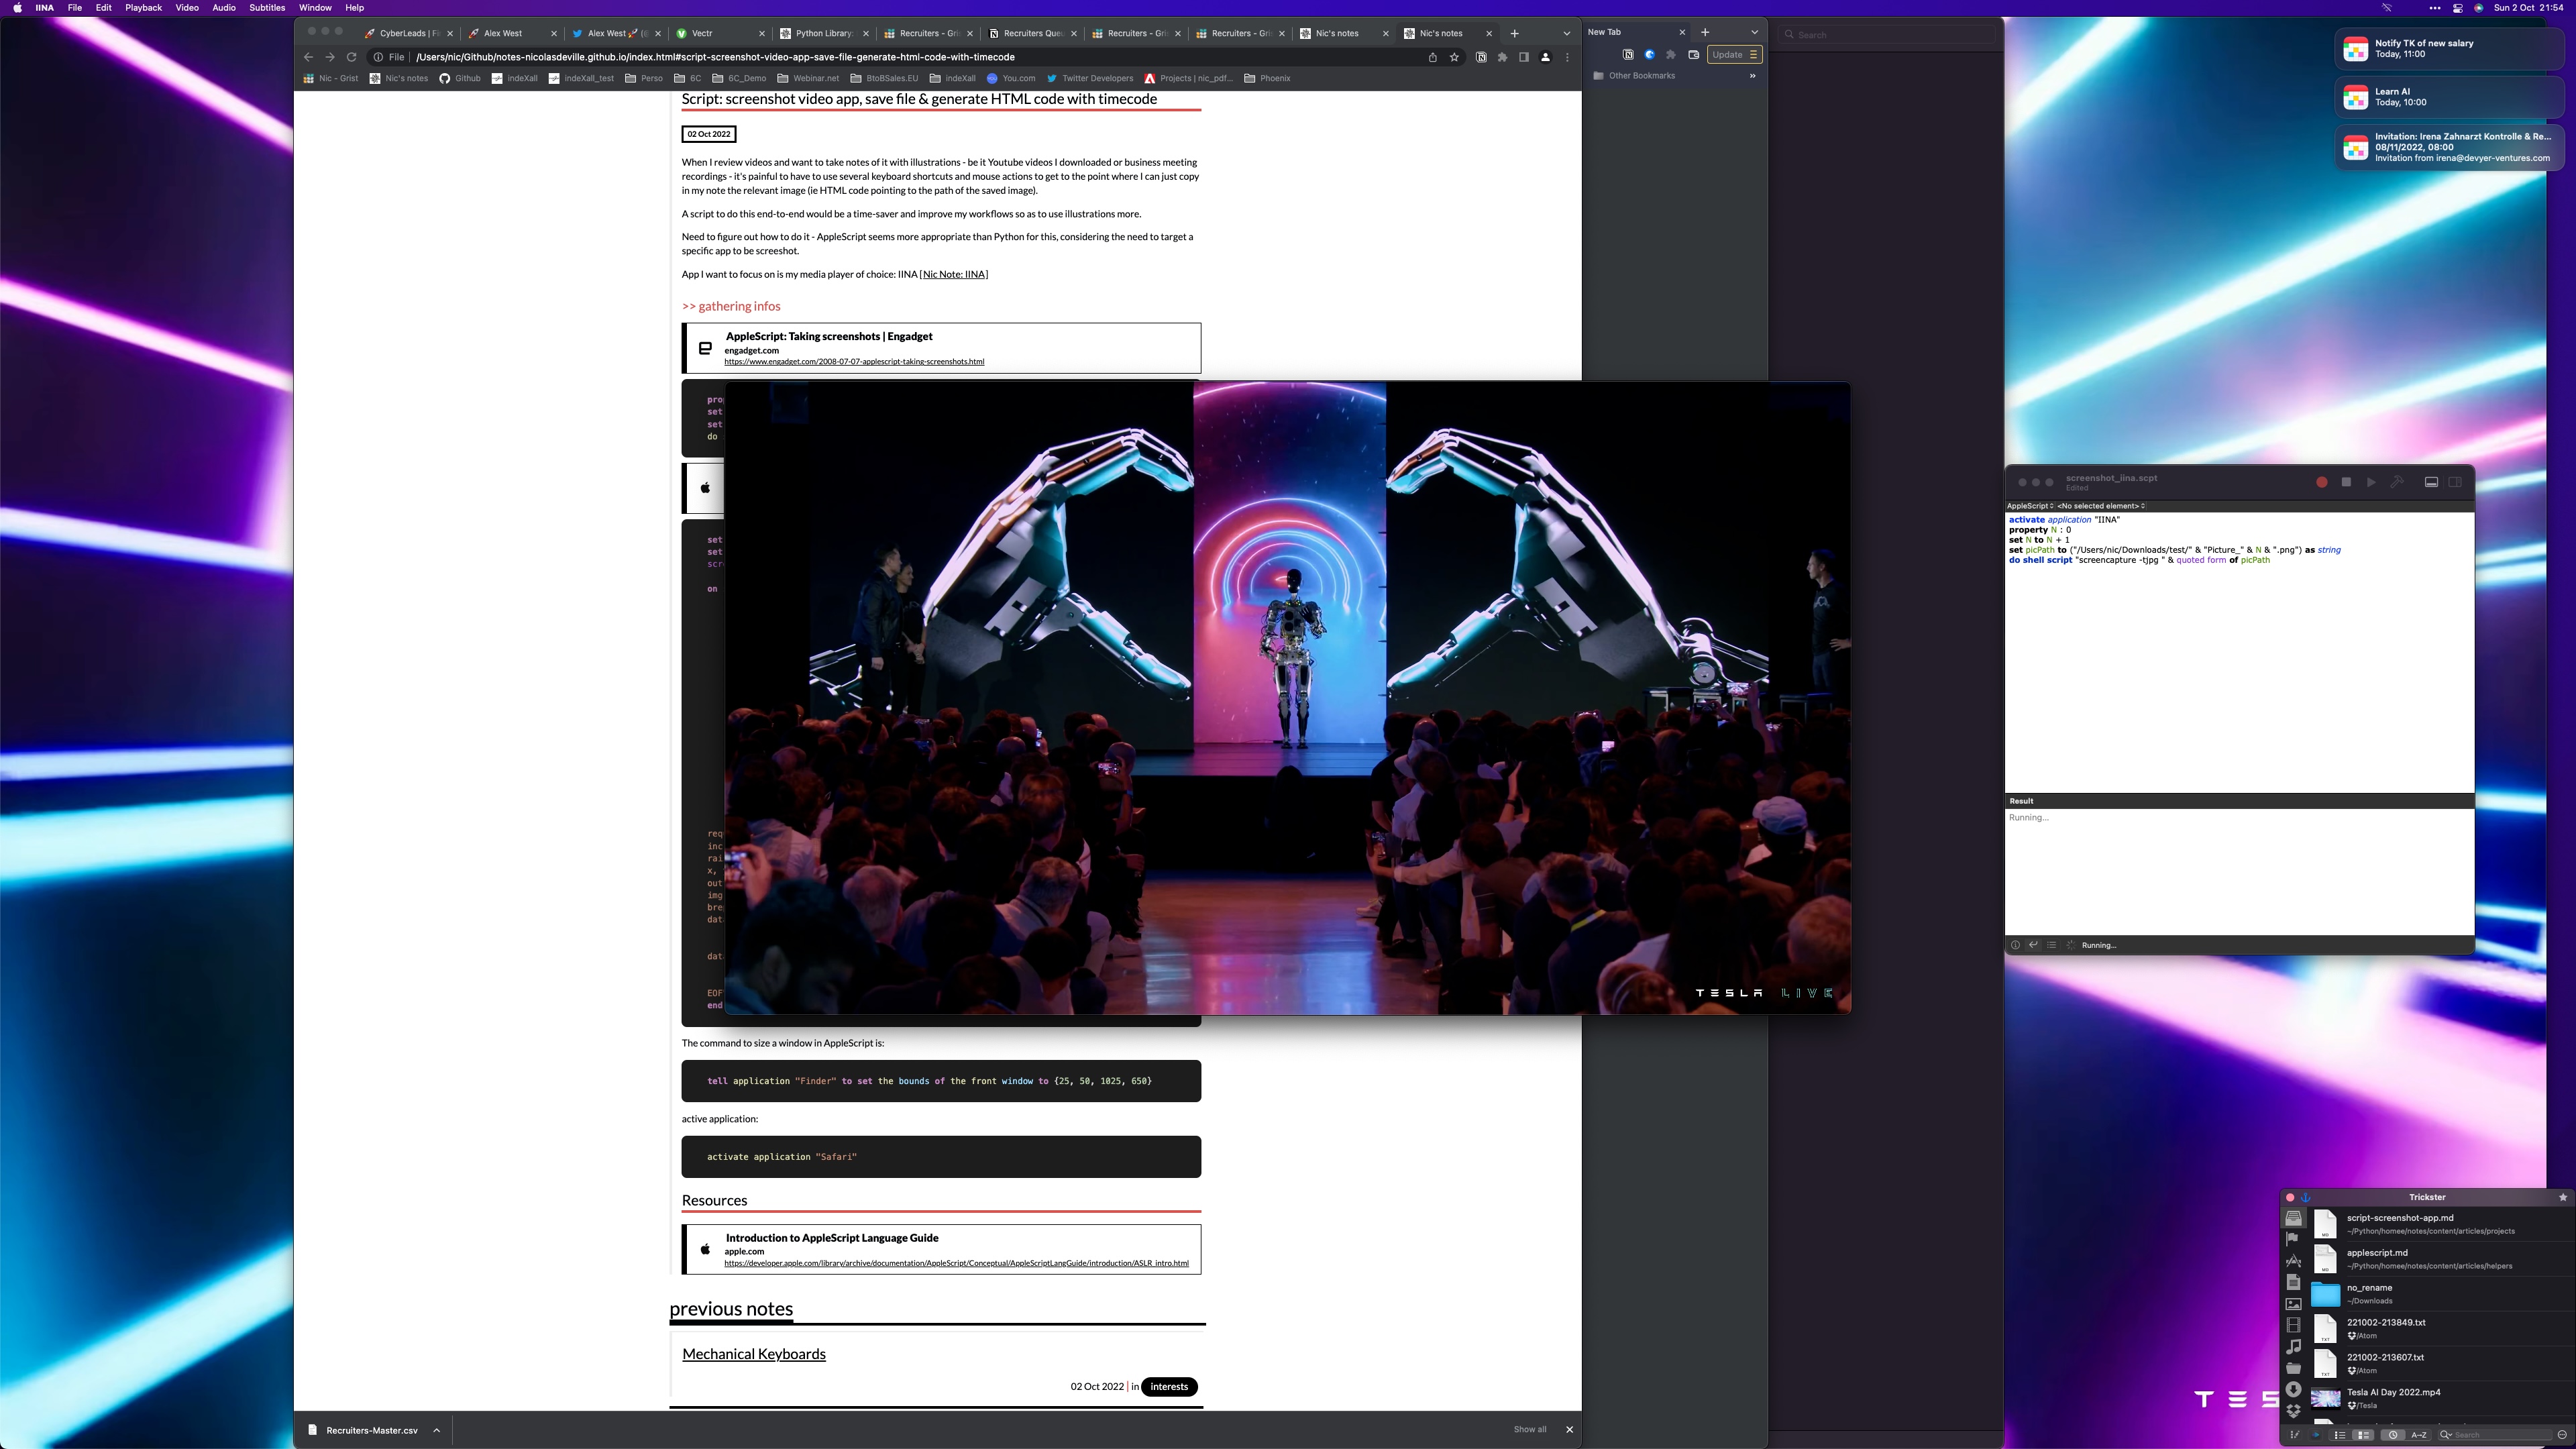 IINA File Edit Playback Video Audio Subtitles Window Help
Sun 2 Oct 21:54
CyberLeads | F
Alex West
Alex West
Vectr
Python Library:
Recruiters - Gri
Recruiters Que
Recruiters - Gri
Recruiters - Gri
Nic's notes
Nic's notes
New Tab
Search
File | /Users/nic/Github/notes-nicolasdeville.github.io/index.html#script-screenshot-video-app-save-file-generate-html-code-with-timecode
Update
Nic - Grist
Nic's notes
Github
indeXall
indeXall_test
Perso
6C
6C_Demo
Webinar.net
BtoBSales.EU
indeXall
You.com
Twitter Developers
Projects | nic_pdf...
Phoenix
Other Bookmarks
»
Notify TK of new salary
Today, 11:00
Learn AI
Today, 10:00
Invitation: Irena Zahnarzt Kontrolle & Re...
08/11/2022, 08:00
Invitation from irena@devyer-ventures.com
Script: screenshot video app, save file & generate HTML code with timecode
02 Oct 2022
When I review videos and want to take notes of it with illustrations - be it Youtube videos I downloaded or business meeting
recordings - it's painful to have to use several keyboard shortcuts and mouse actions to get to the point where I can just copy
in my note the relevant image (ie HTML code pointing to the path of the saved image).
A script to do this end-to-end would be a time-saver and improve my workflows so as to use illustrations more.
Need to figure out how to do it - AppleScript seems more appropriate than Python for this, considering the need to target a
specific app to be screeshot.
App I want to focus on is my media player of choice: IINA [Nic Note: IINA]
>> gathering infos
AppleScript: Taking screenshots | Engadget
engadget.com
https://www.engadget.com/2008-07-07-applescript-taking-screenshots.html
pro
set
set
do
set
set
scr
on
req
inc
rai
x,
out
img
bre
dat
dat
EOF
end
TESLA LIVE
The command to size a window in AppleScript is:
tell application "Finder" to set the bounds of the front window to {25, 50, 1025, 650}
active application:
activate application "Safari"
Resources
Introduction to AppleScript Language Guide
apple.com
https://developer.apple.com/library/archive/documentation/AppleScript/Conceptual/AppleScriptLangGuide/introduction/ASLR_intro.html
previous notes
Mechanical Keyboards
02 Oct 2022 | in interests
Recruiters-Master.csv
Show all
screenshot_iina.scpt
Edited
AppleScript <No selected element>
activate application "IINA"
property N : 0
set N to N + 1
set picPath to ("/Users/nic/Downloads/test/" & "Picture_" & N & ".png") as string
do shell script "screencapture -tjpg " & quoted form of picPath
Result
Running...
Running...
TES
Trickster
script-screenshot-app.md
~/Python/homee/notes/content/articles/projects
applescript.md
~/Python/homee/notes/content/articles/helpers
no_rename
~/Downloads
221002-213849.txt
/Atom
221002-213607.txt
/Atom
Tesla AI Day 2022.mp4
/Tesla
A→Z
Search